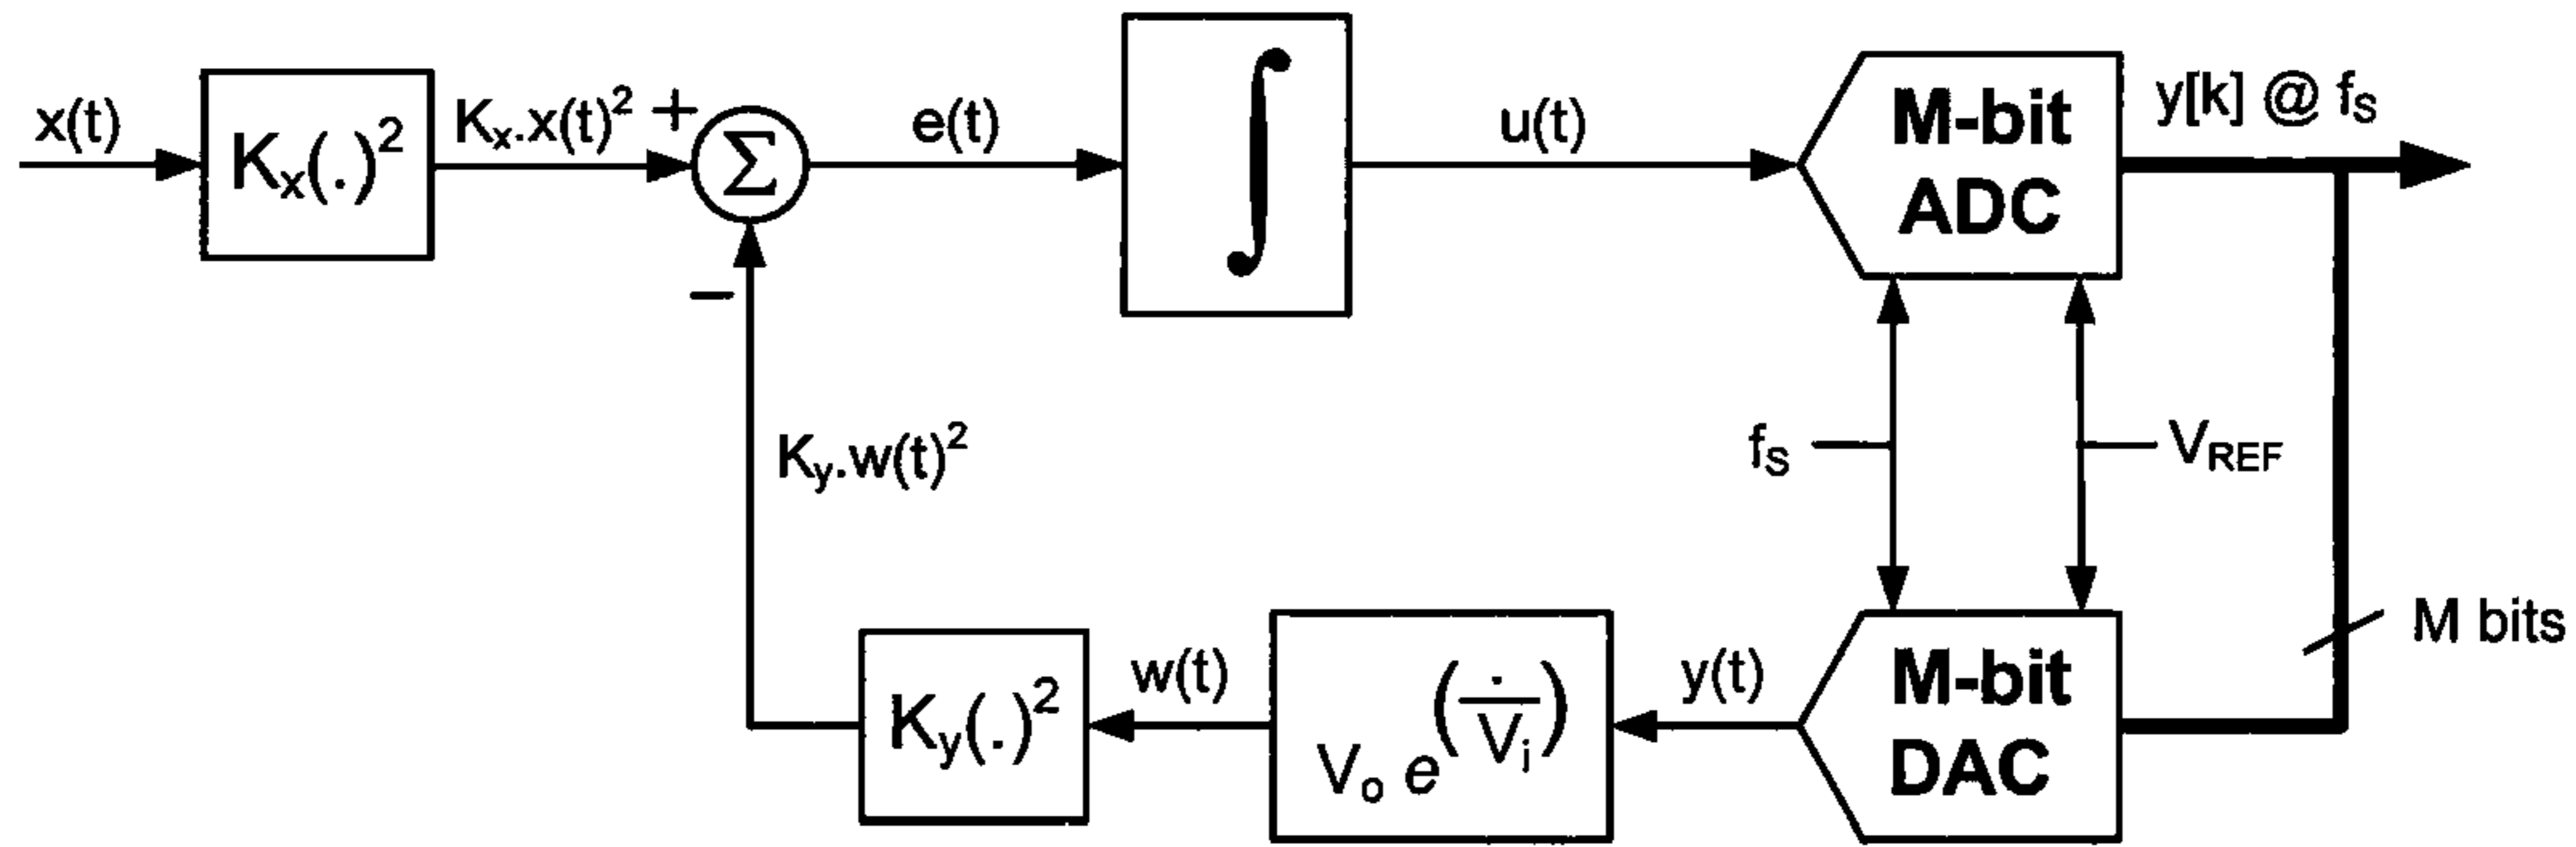 x(t)
Kx(.)²
Kx.x(t)²
+
Σ
−
e(t)
∫
u(t)
M-bit
ADC
y[k] @ fS
Ky.w(t)²
fS
VREF
M bits
Ky(.)²
w(t)
Vo e(./Vi)
y(t)
M-bit
DAC